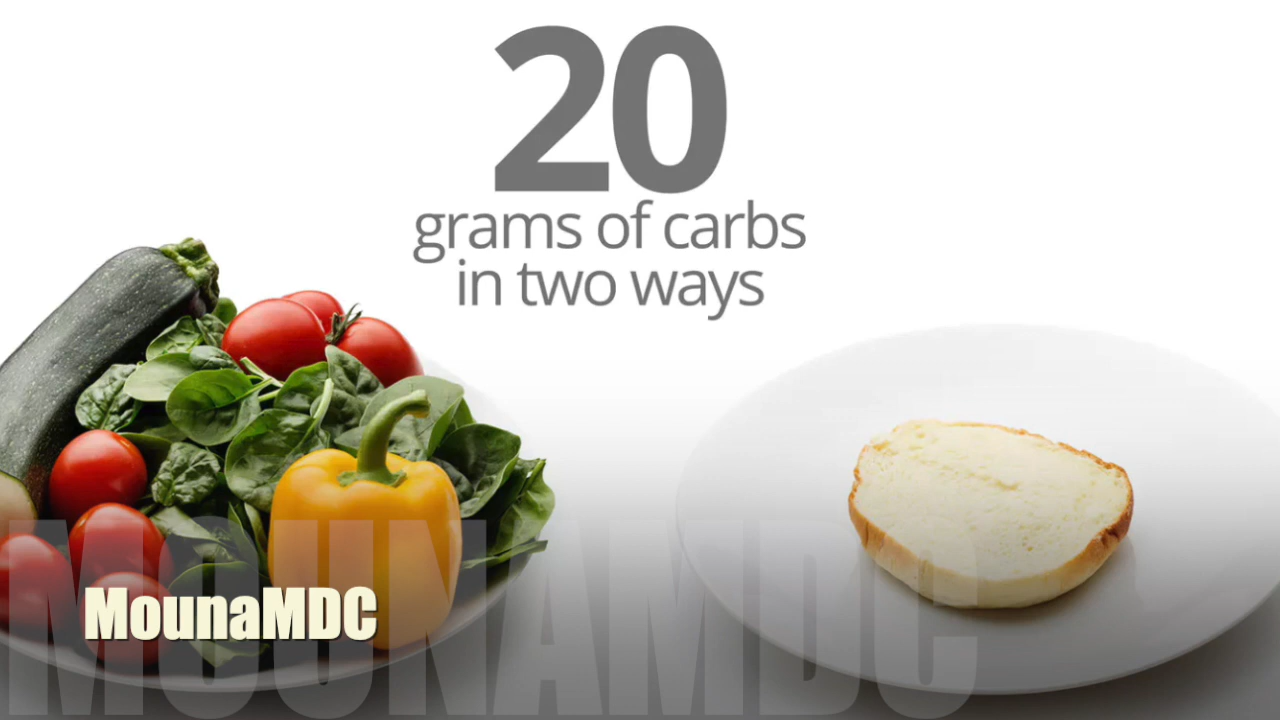 20
grams of carbs
in two ways
MounaMDC
MOUNAMDC